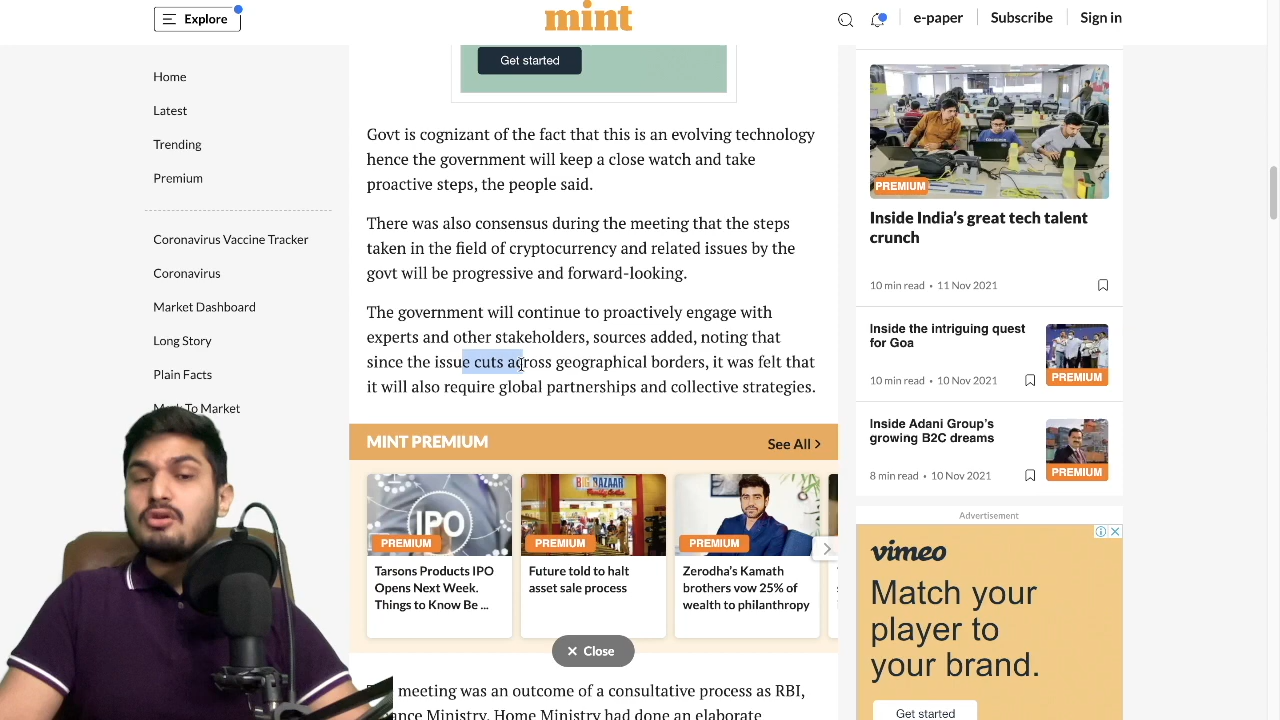 Explore
mint
e-paper
Subscribe
Sign in
Home
Latest
Trending
Premium
Coronavirus Vaccine Tracker
Coronavirus
Market Dashboard
Long Story
Plain Facts
To Market
Get started
Govt is cognizant of the fact that this is an evolving technology
hence the government will keep a close watch and take
proactive steps, the people said.
There was also consensus during the meeting that the steps
taken in the field of cryptocurrency and related issues by the
govt will be progressive and forward-looking.
The government will continue to proactively engage with
experts and other stakeholders, sources added, noting that
since the issue cuts across geographical borders, it was felt that
it will also require global partnerships and collective strategies.
MINT PREMIUM
See All >
IPO
PREMIUM
Tarsons Products IPO
Opens Next Week.
Things to Know Be ...
BIG BAZAAR
PREMIUM
Future told to halt
asset sale process
PREMIUM
Zerodha's Kamath
brothers vow 25% of
wealth to philanthropy
✕ Close
meeting was an outcome of a consultative process as RBI,
Ministry, Home Ministry had done an elaborate
PREMIUM
Inside India's great tech talent
crunch
10 min read • 11 Nov 2021
Inside the intriguing quest
for Goa
10 min read • 10 Nov 2021
PREMIUM
Inside Adani Group's
growing B2C dreams
8 min read • 10 Nov 2021
PREMIUM
Advertisement
vimeo
Match your
player to
your brand.
Get started